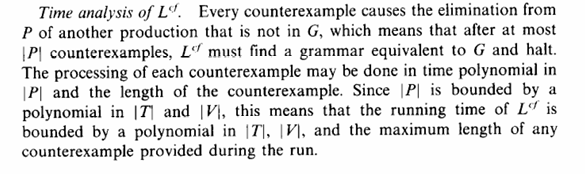 Time analysis of L^cf. Every counterexample causes the elimination from
P of another production that is not in G, which means that after at most
|P| counterexamples, L^cf must find a grammar equivalent to G and halt.
The processing of each counterexample may be done in time polynomial in
|P| and the length of the counterexample. Since |P| is bounded by a
polynomial in |T| and |V|, this means that the running time of L^cf is
bounded by a polynomial in |T|, |V|, and the maximum length of any
counterexample provided during the run.